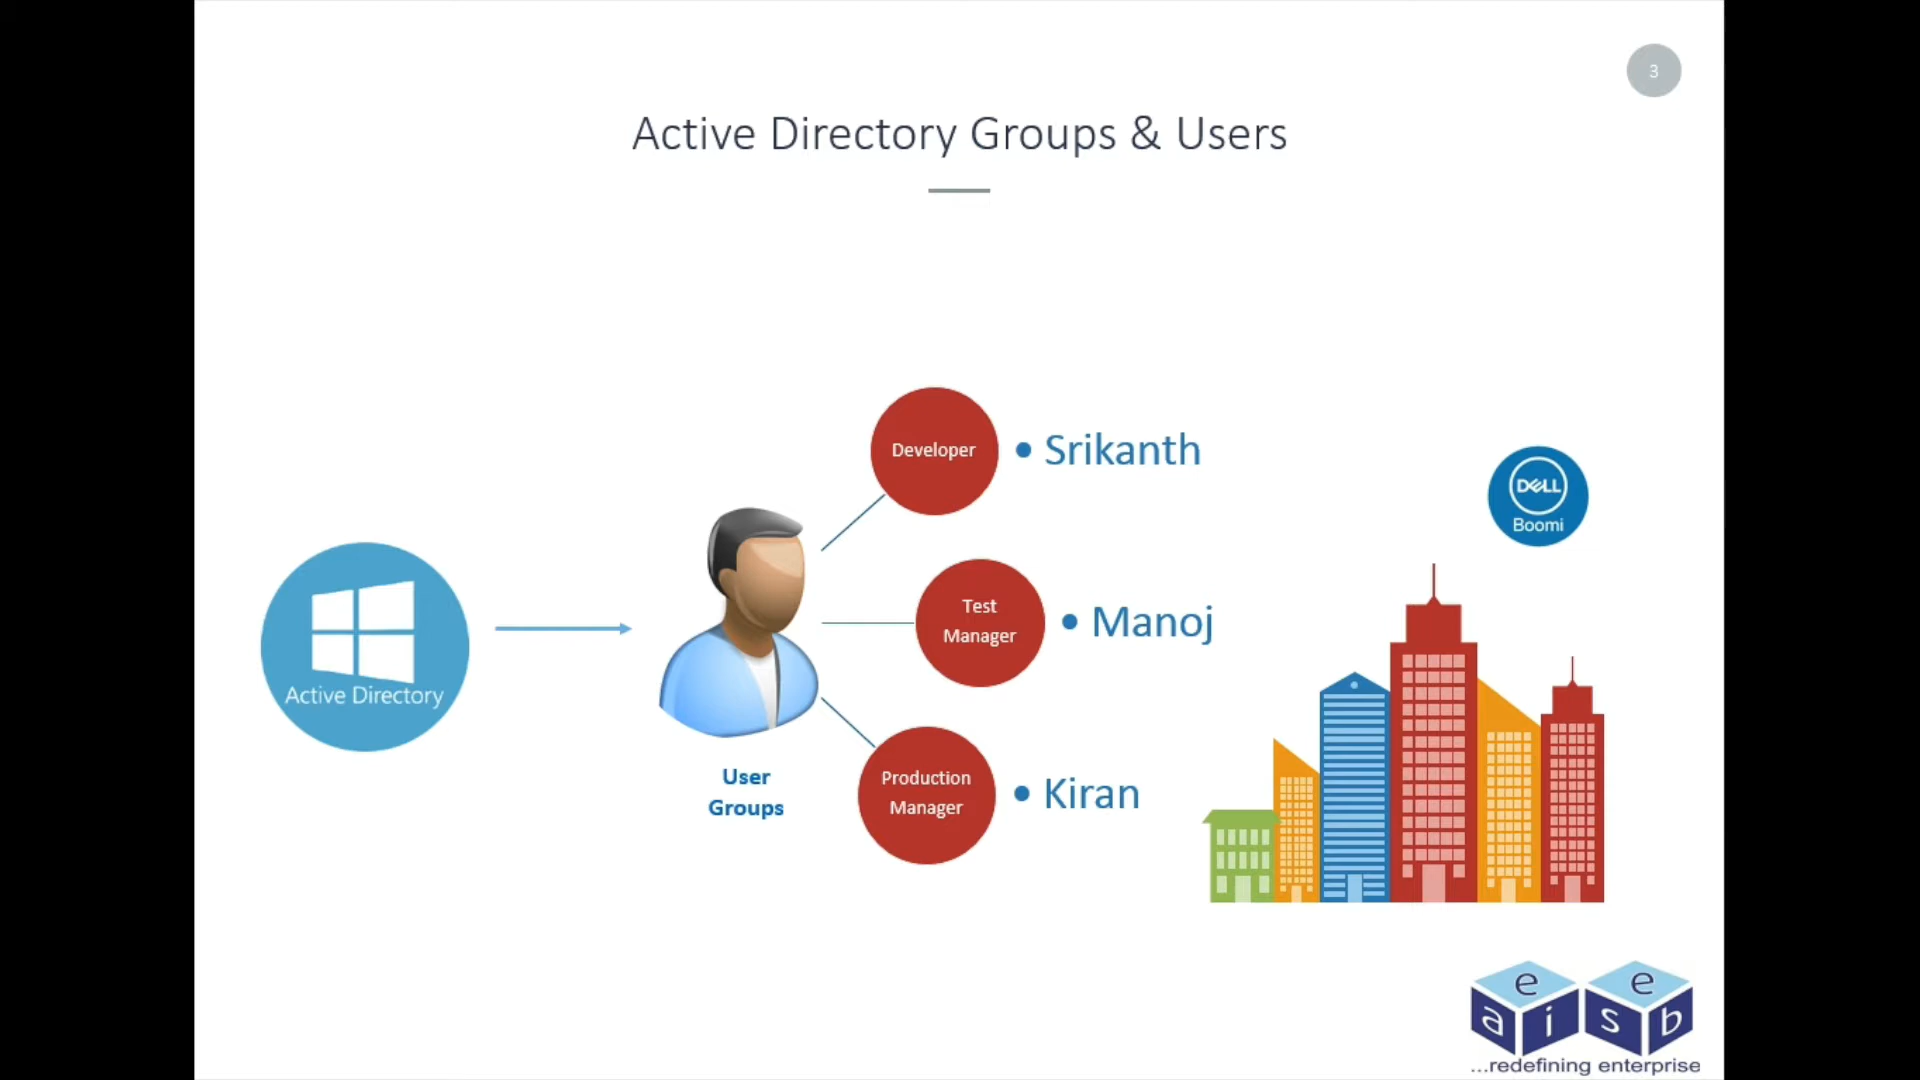 3
Active Directory Groups & Users
Developer
• Srikanth
DELL
Boomi
Test
Manager
• Manoj
Active Directory
User
Groups
Production
Manager
• Kiran
e e
a i s b
...redefining enterprise